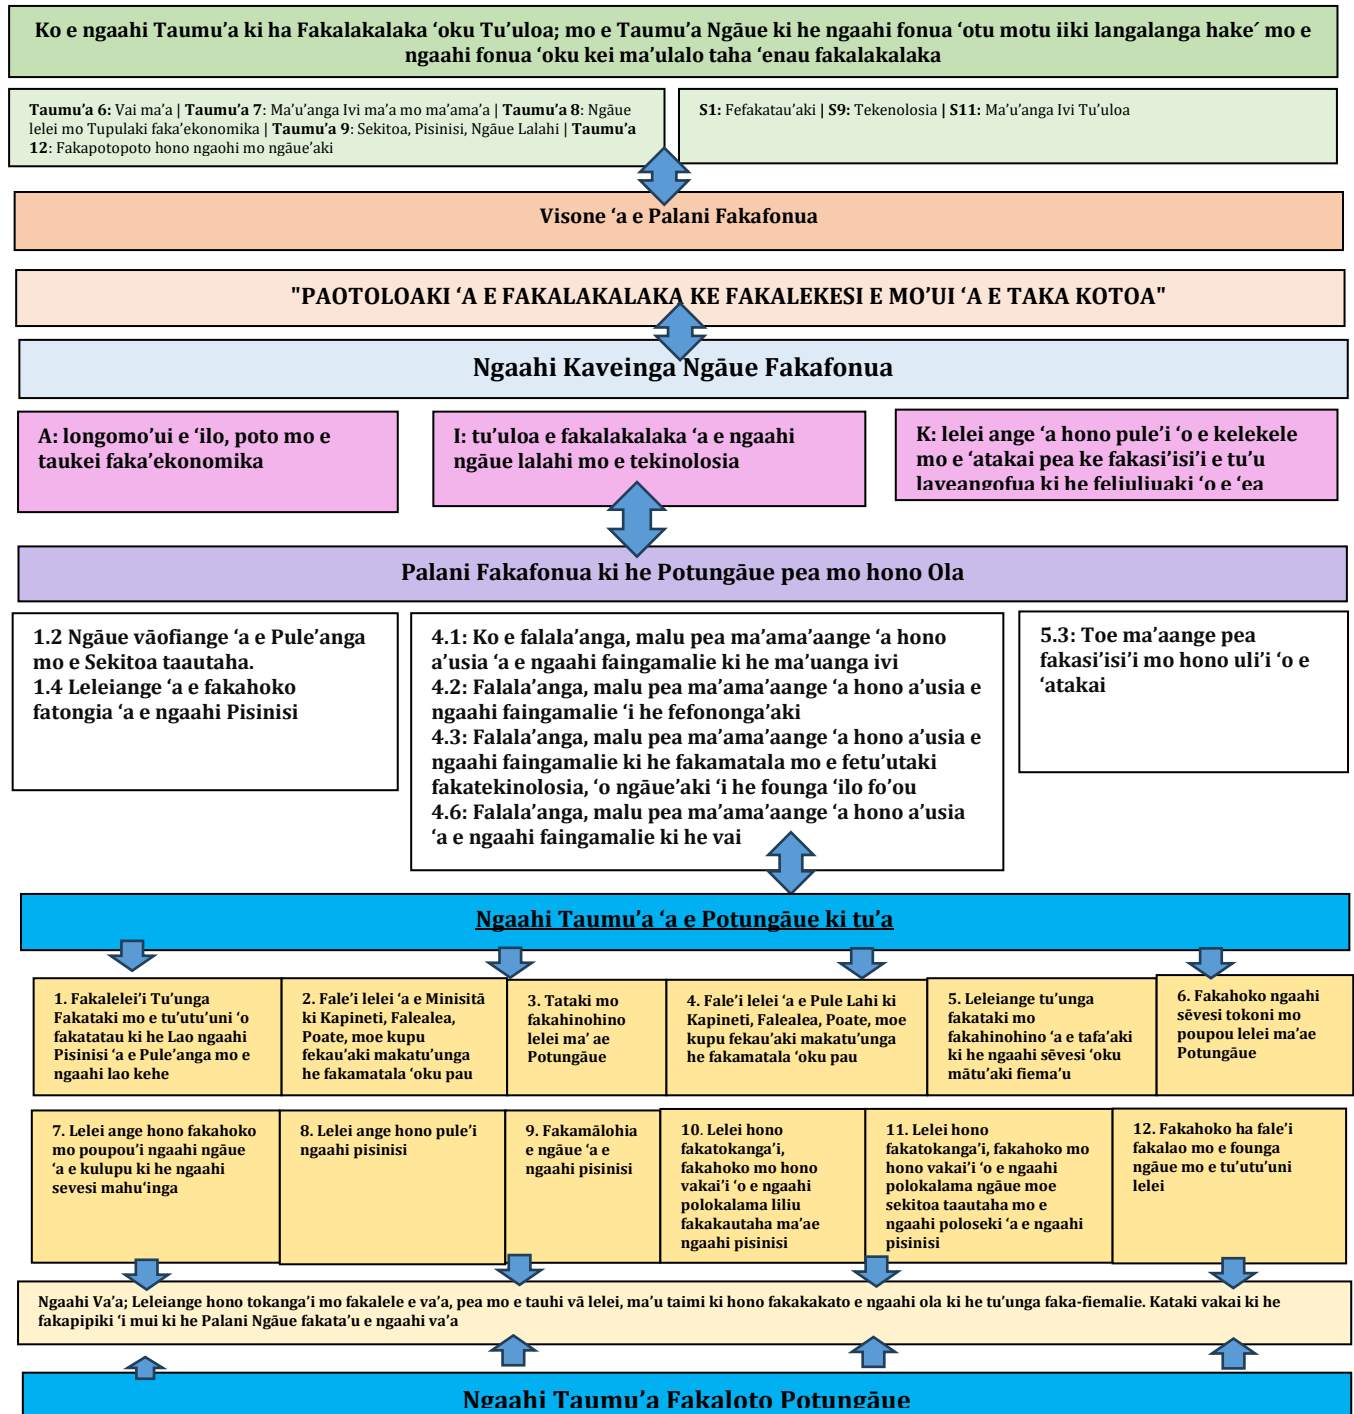 Ko e ngaahi Taumu’a ki ha Fakalakalaka ‘oku Tu’uloa; mo e Taumu’a Ngāue ki he ngaahi fonua ‘otu motu iiki langalanga hake´ mo e
ngaahi fonua ‘oku kei ma’ulalo taha ‘enau fakalakalaka
Taumu’a 6: Vai ma’a | Taumu’a 7: Ma’u’anga Ivi ma’a mo ma’ama’a | Taumu’a 8: Ngāue
lelei mo Tupulaki faka’ekonomika | Taumu’a 9: Sekitoa, Pisinisi, Ngāue Lalahi | Taumu’a
12: Fakapotopoto hono ngaohi mo ngāue’aki
S1: Fefakatau’aki | S9: Tekenolosia | S11: Ma’u’anga Ivi Tu’uloa
Visone ‘a e Palani Fakafonua
"PAOTOLOAKI ‘A E FAKALAKALAKA KE FAKALEKESI E MO’UI ‘A E TAKA KOTOA"
Ngaahi Kaveinga Ngāue Fakafonua
A: longomo’ui e ‘ilo, poto mo e
taukei faka’ekonomika
I: tu’uloa e fakalakalaka ‘a e ngaahi
ngāue lalahi mo e tekinolosia
K: lelei ange ‘a hono pule’i ‘o e kelekele
mo e ‘atakai pea ke fakasi’isi’i e tu’u
laveangofua ki he feliuliuaki ‘o e ‘ea
Palani Fakafonua ki he Potungāue pea mo hono Ola
1.2 Ngāue vāofiange ‘a e Pule’anga
mo e Sekitoa taautaha.
1.4 Leleiange ‘a e fakahoko
fatongia ‘a e ngaahi Pisinisi
4.1: Ko e falala’anga, malu pea ma’ama’aange ‘a hono
a’usia ‘a e ngaahi faingamalie ki he ma’uanga ivi
4.2: Falala’anga, malu pea ma’ama’aange ‘a hono a’usia e
ngaahi faingamalie ‘i he fefononga’aki
4.3: Falala’anga, malu pea ma’ama’aange ‘a hono a’usia e
ngaahi faingamalie ki he fakamatala mo e fetu’utaki
fakatekinolosia, ‘o ngāue’aki ‘i he founga ‘ilo fo’ou
4.6: Falala’anga, malu pea ma’ama’aange ‘a hono a’usia
‘a e ngaahi faingamalie ki he vai
5.3: Toe ma’aange pea
fakasi’isi’i mo hono uli’i ‘o e
‘atakai
Ngaahi Taumu’a ‘a e Potungāue ki tu’a
1. Fakalelei’i Tu’unga
Fakataki mo e tu’utu’uni ‘o
fakatatau ki he Lao ngaahi
Pisinisi ‘a e Pule’anga mo e
ngaahi lao kehe
2. Fale’i lelei ‘a e Minisitā
ki Kapineti, Falealea,
Poate, moe kupu
fekau’aki makatu’unga
he fakamatala ‘oku pau
3. Tataki mo
fakahinohino
lelei ma’ ae
Potungāue
4. Fale’i lelei ‘a e Pule Lahi ki
Kapineti, Falealea, Poate, moe
kupu fekau’aki makatu’unga
he fakamatala ‘oku pau
5. Leleiange tu’unga
fakataki mo
fakahinohino ‘a e tafa’aki
ki he ngaahi sēvesi ‘oku
mātu’aki fiema’u
6. Fakahoko ngaahi
sēvesi tokoni mo
poupou lelei ma’ae
Potungāue
7. Lelei ange hono fakahoko
mo poupou’i ngaahi ngāue
‘a e kulupu ki he ngaahi
sevesi mahu‘inga
8. Lelei ange hono pule’i
ngaahi pisinisi
9. Fakamālohia
e ngāue ‘a e
ngaahi pisinisi
10. Lelei hono
fakatokanga’i,
fakahoko mo hono
vakai’i ‘o e ngaahi
polokalama liliu
fakakautaha ma’ae
ngaahi pisinisi
11. Lelei hono
fakatokanga’i, fakahoko mo
hono vakai’i ‘o e ngaahi
polokalama ngāue moe
sekitoa taautaha mo e
ngaahi poloseki ‘a e ngaahi
pisinisi
12. Fakahoko ha fale’i
fakalao mo e founga
ngāue mo e tu’utu’uni
lelei
Ngaahi Va’a; Leleiange hono tokanga’i mo fakalele e va’a, pea mo e tauhi vā lelei, ma’u taimi ki hono fakakakato e ngaahi ola ki he tu’unga faka-fiemalie. Kataki vakai ki he
fakapipiki ‘i mui ki he Palani Ngāue fakata’u e ngaahi va’a
Ngaahi Taumu’a Fakaloto Potungāue